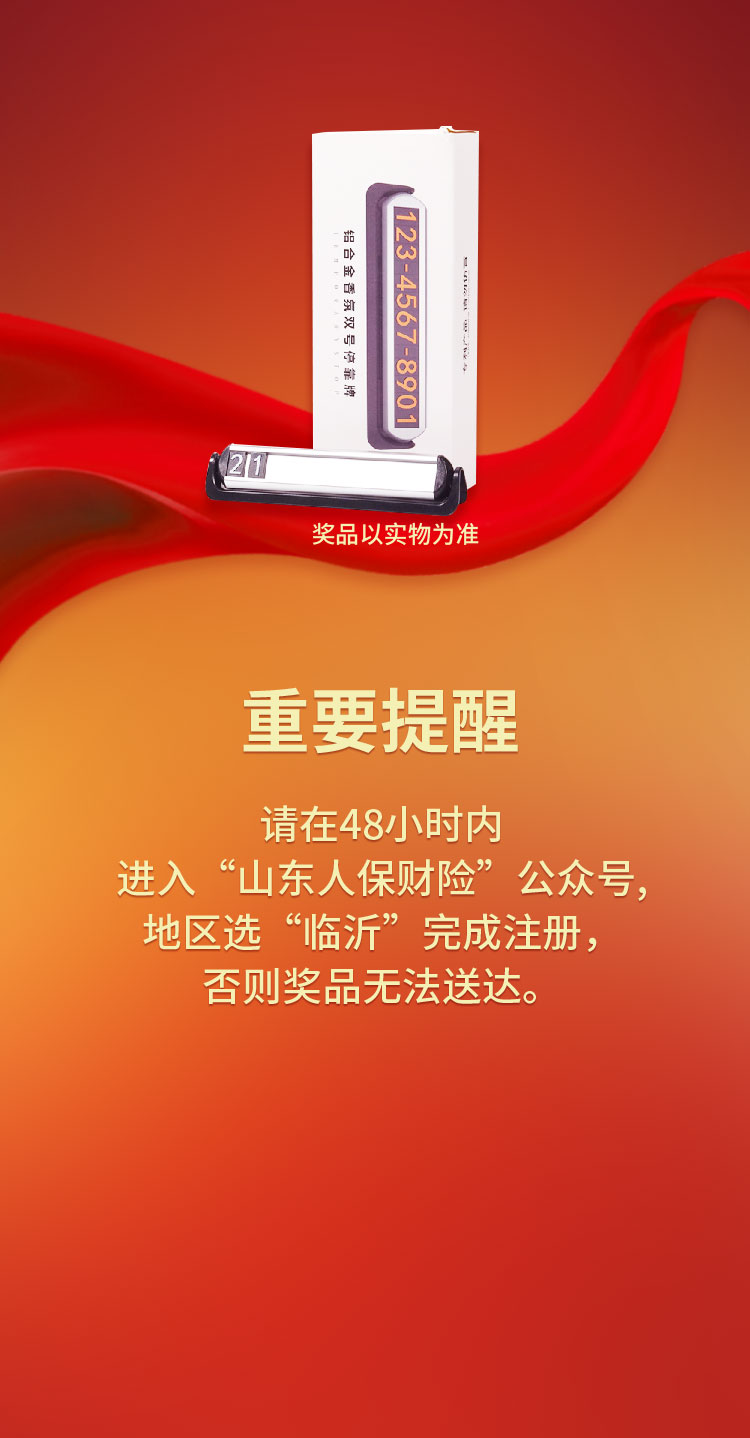 123-4567-8901
铝合金香氛双号停靠牌
21
奖品以实物为准
重要提醒
请在48小时内
进入“山东人保财险”公众号，
地区选“临沂”完成注册，
否则奖品无法送达。